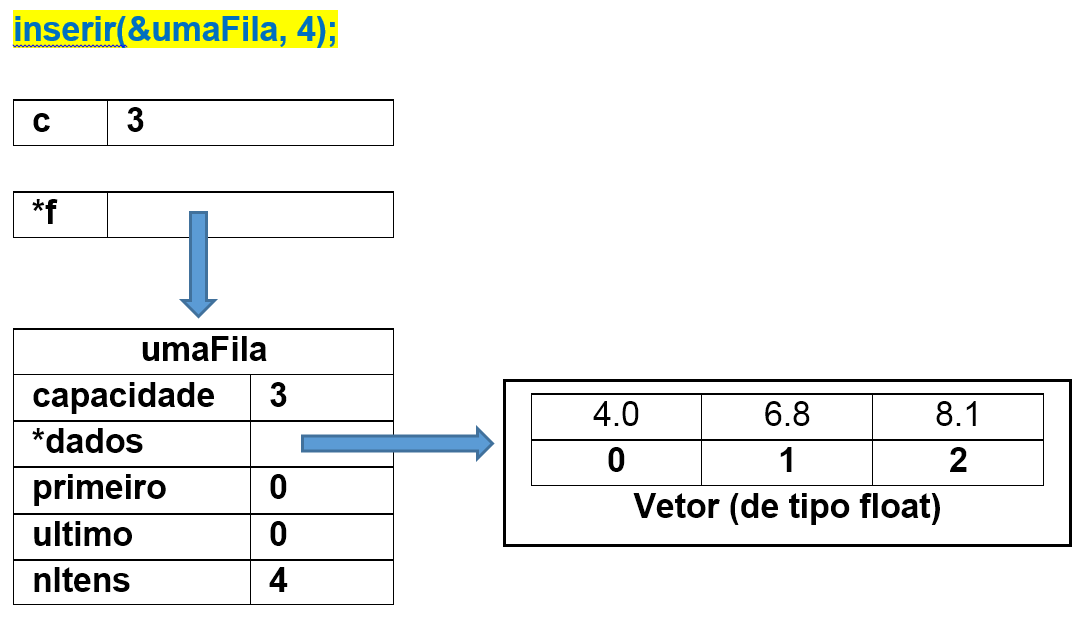 inserir(&umaFila, 4);
c 3
*f
umaFila
capacidade 3
*dados
primeiro 0
ultimo 0
nItens 4
4.0 6.8 8.1
0 1 2
Vetor (de tipo float)